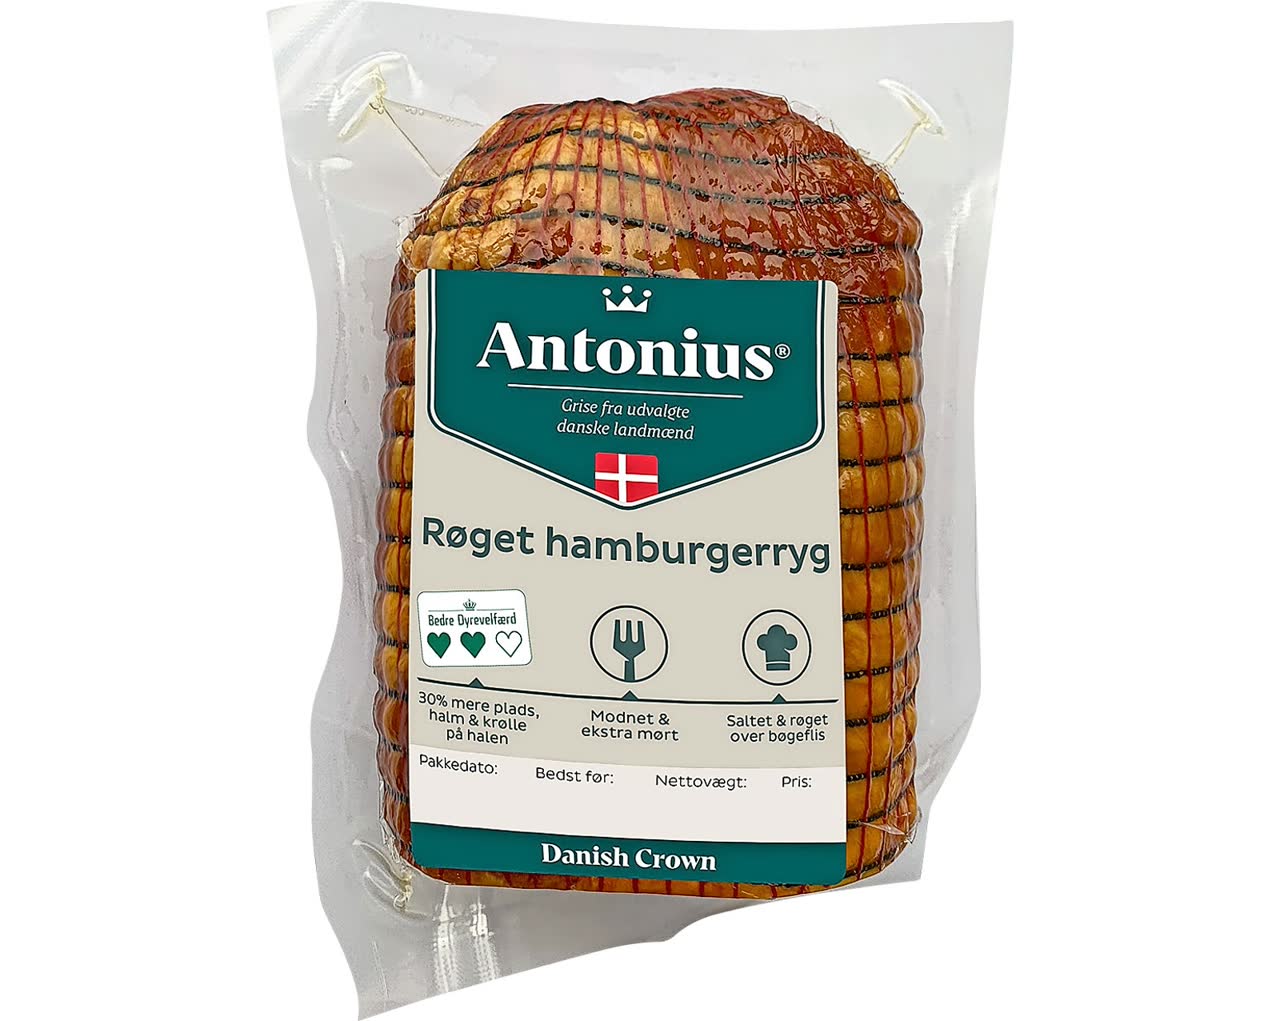 Antonius®
Grise fra udvalgte
danske landmænd
Røget hamburgerryg
Bedre Dyrevelfærd
30% mere plads,
halm & krølle
på halen
Modnet &
ekstra mørt
Saltet & røget
over bøgeflis
Pakkedato:
Bedst før:
Nettovægt:
Pris:
Danish Crown